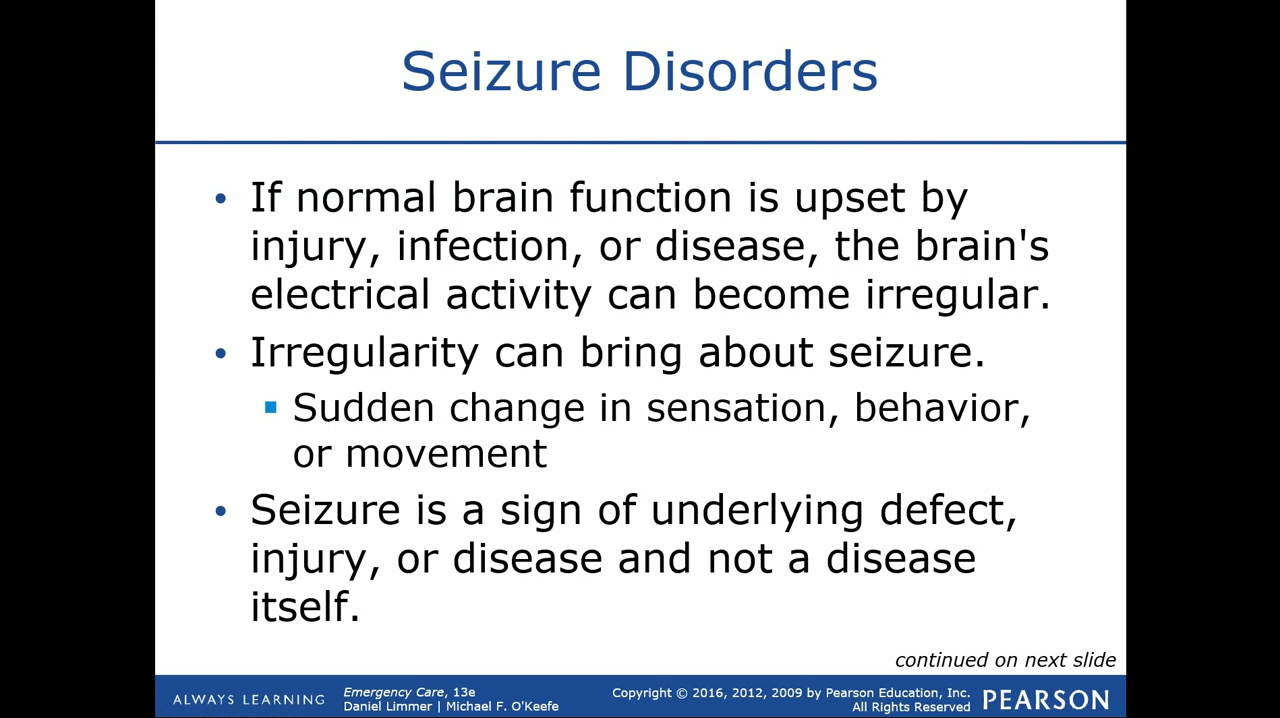 Seizure Disorders
• If normal brain function is upset by
injury, infection, or disease, the brain's
electrical activity can become irregular.
• Irregularity can bring about seizure.
▪ Sudden change in sensation, behavior,
or movement
• Seizure is a sign of underlying defect,
injury, or disease and not a disease
itself.
continued on next slide
ALWAYS LEARNING
Emergency Care, 13e
Daniel Limmer | Michael F. O'Keefe
Copyright © 2016, 2012, 2009 by Pearson Education, Inc.
All Rights Reserved
PEARSON